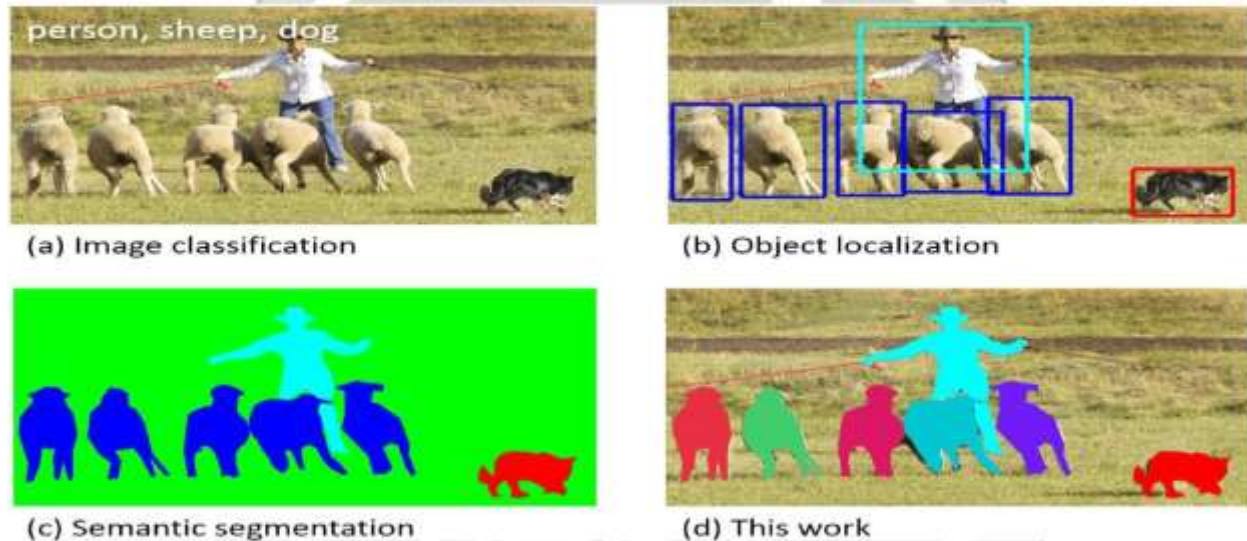 person, sheep, dog
(a) Image classification
(b) Object localization
(c) Semantic segmentation
(d) This work